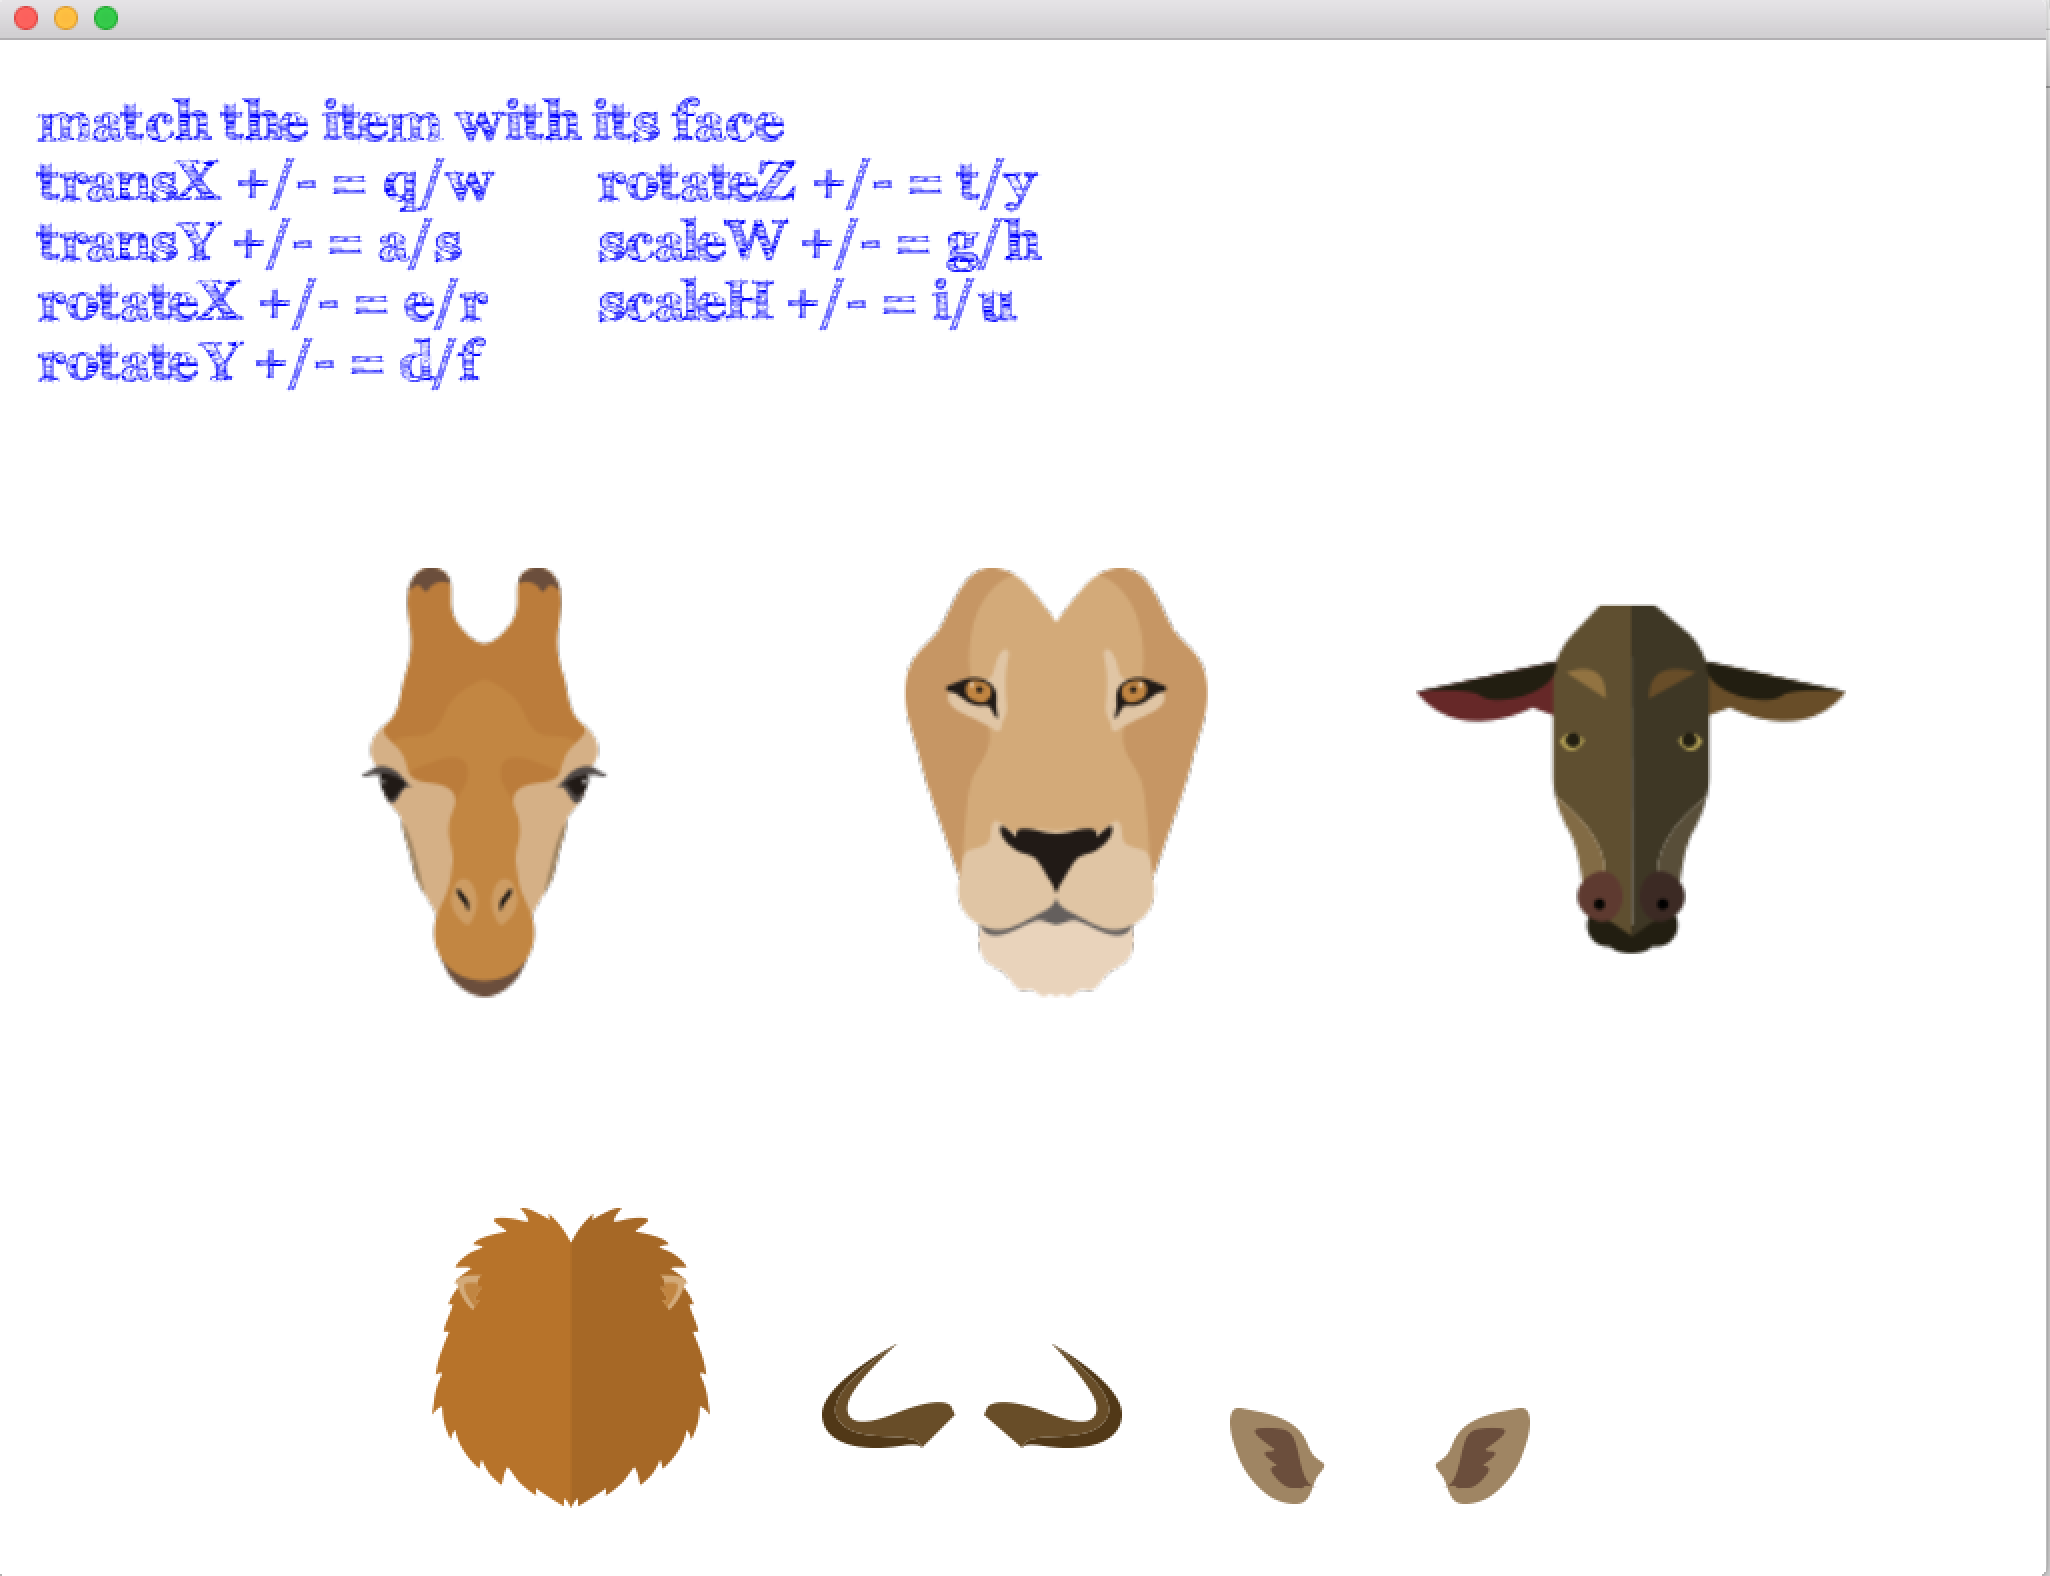 match the item with its face
transX +/- = q/w rotateZ +/- = t/y
transY +/- = a/s scaleW +/- = g/h
rotateX +/- = e/r scaleH +/- = i/u
rotateY +/- = d/f